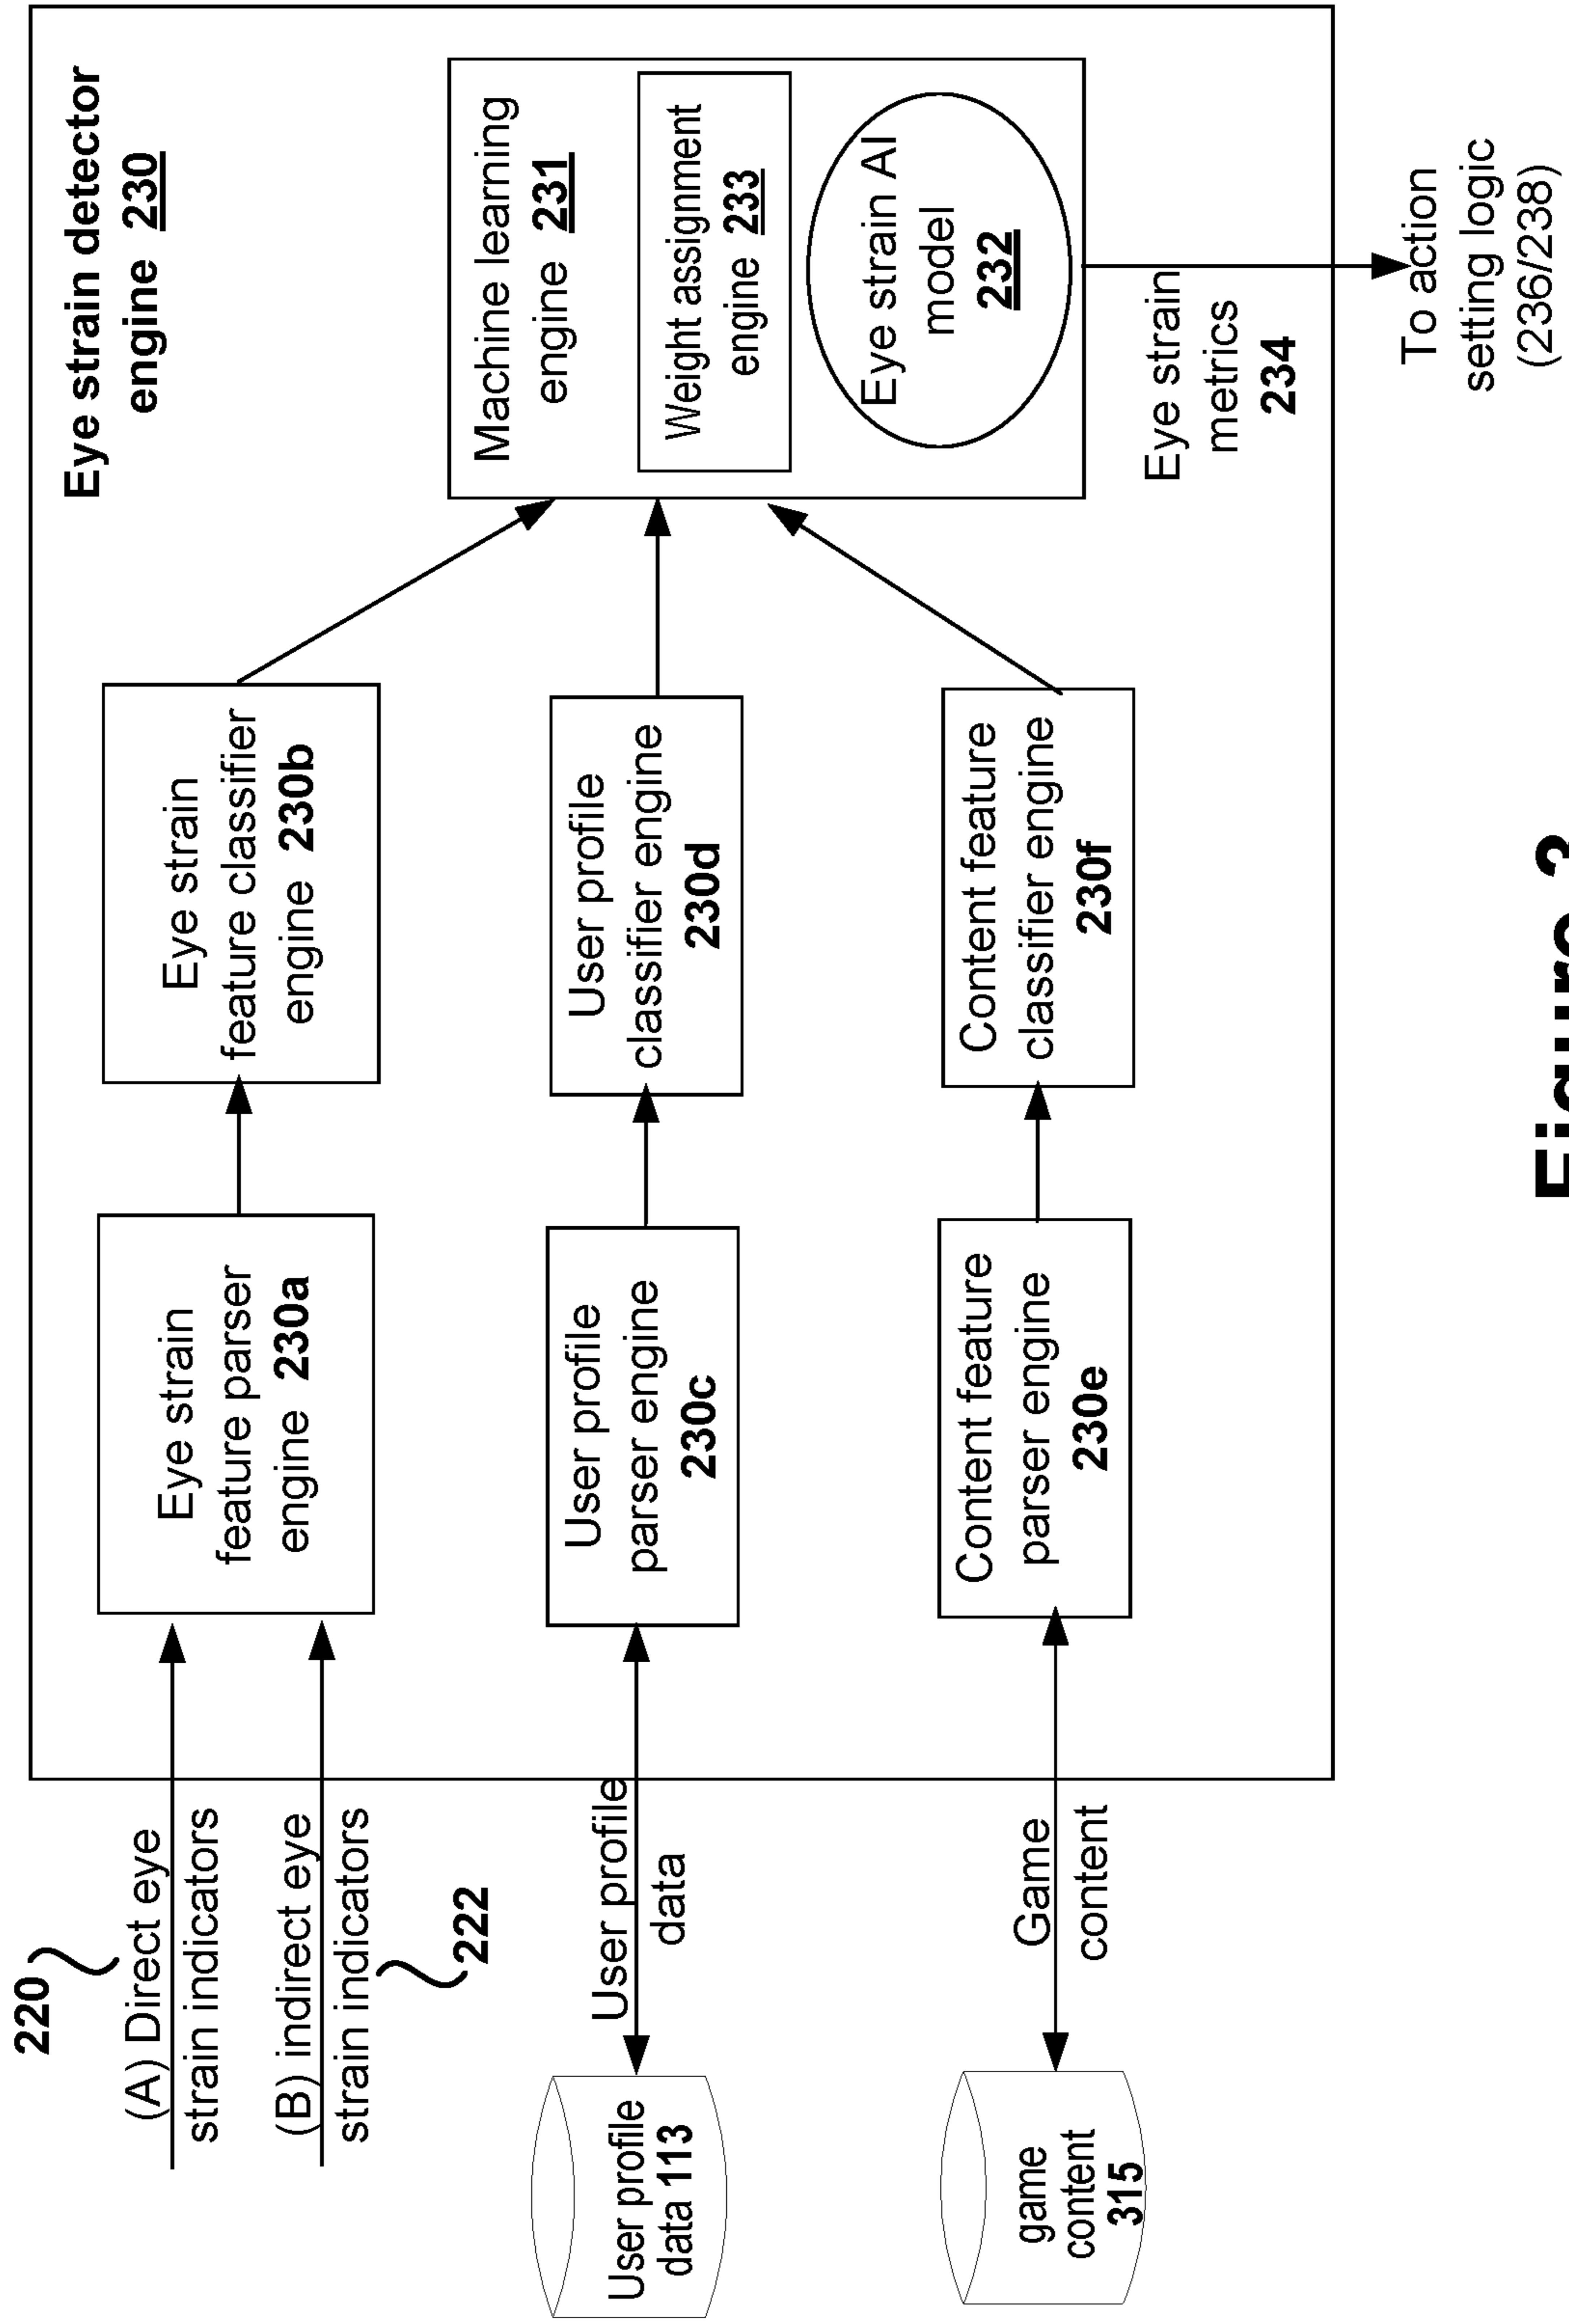 Eye strain detector
engine 230
220
(A) Direct eye
strain indicators
(B) indirect eye
strain indicators
222
Eye strain
feature parser
engine 230a
Eye strain
feature classifier
engine 230b
User profile
data 113
User profile
data
User profile
parser engine
230c
User profile
classifier engine
230d
game
content
315
Game
content
Content feature
parser engine
230e
Content feature
classifier engine
230f
Machine learning
engine 231
Weight assignment
engine 233
Eye strain AI
model
232
Eye strain
metrics
234
To action
setting logic
(236/238)
Figure